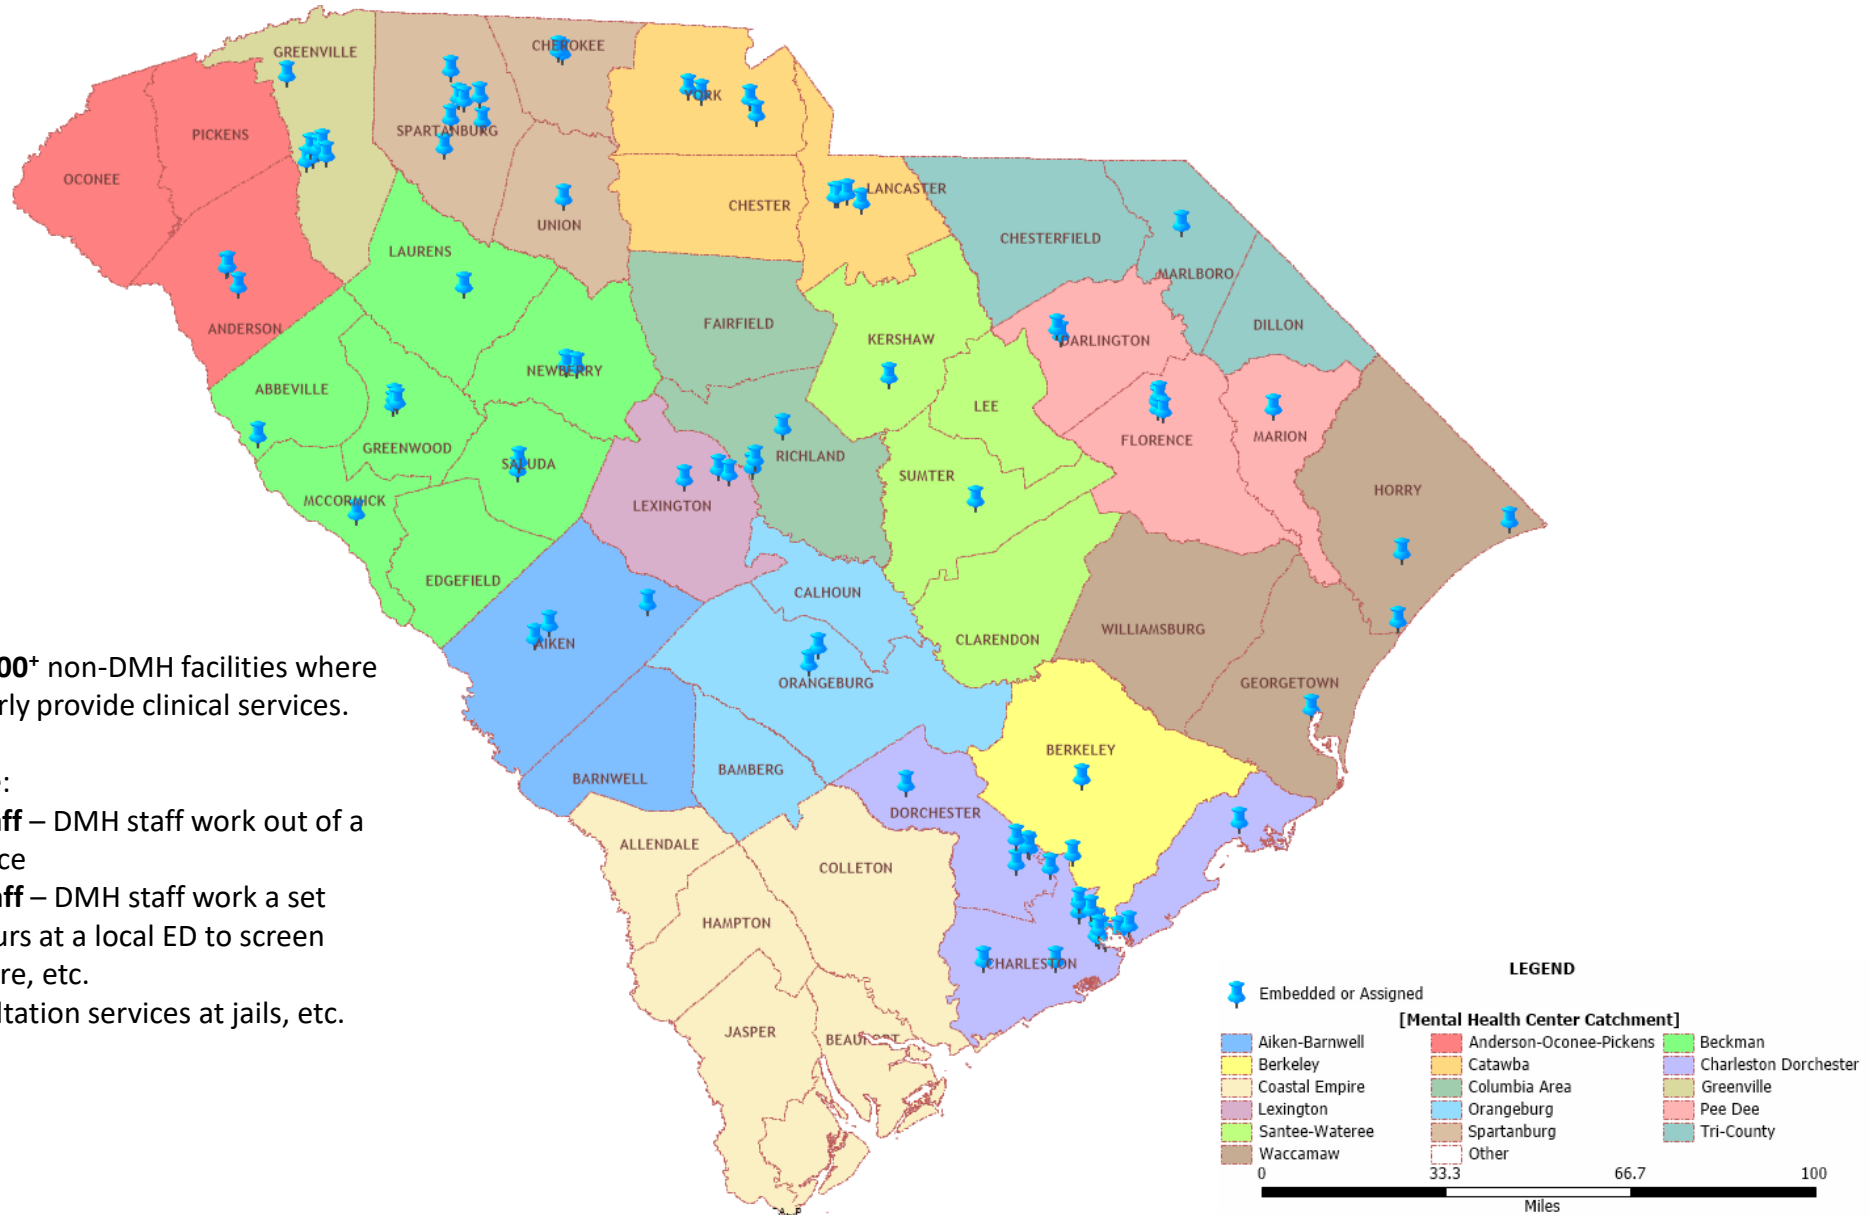 GREENVILLE
CHEROKEE
PICKENS
SPARTANBURG
YORK
OCONEE
UNION
CHESTER
LANCASTER
LAURENS
CHESTERFIELD
MARLBORO
ANDERSON
FAIRFIELD
KERSHAW
DARLINGTON
DILLON
ABBEVILLE
NEWBERRY
LEE
GREENWOOD
SALUDA
RICHLAND
FLORENCE
MARION
MCCORMICK
LEXINGTON
SUMTER
HORRY
EDGEFIELD
CALHOUN
AIKEN
CLARENDON
WILLIAMSBURG
ORANGEBURG
GEORGETOWN
BARNWELL
BAMBERG
BERKELEY
DORCHESTER
ALLENDALE
COLLETON
HAMPTON
CHARLESTON
JASPER
BEAUFORT
00+ non-DMH facilities where
rly provide clinical services.
:
ff – DMH staff work out of a
ce
ff – DMH staff work a set
urs at a local ED to screen
re, etc.
ltation services at jails, etc.
LEGEND
Embedded or Assigned
[Mental Health Center Catchment]
Aiken-Barnwell Anderson-Oconee-Pickens Beckman
Berkeley Catawba Charleston Dorchester
Coastal Empire Columbia Area Greenville
Lexington Orangeburg Pee Dee
Santee-Wateree Spartanburg Tri-County
Waccamaw Other
0 33.3 66.7 100
Miles